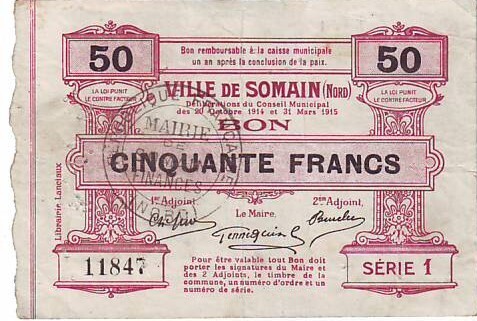 50
Bon remboursable à la caisse municipale
un an après la conclusion de la paix.
50
LA LOI PUNIT
LE CONTREFACTEUR
VILLE DE SOMAIN (NORD)
LA LOI PUNIT
LE CONTREFACTEUR
Délibérations du Conseil Municipal
des 20 Octobre 1914 et 31 Mars 1915
BON
CINQUANTE FRANCS
MAIRIE
DE
FINANCES
NORD
1er Adjoint,
Le Maire,
2me Adjoint,
Librairie Lanciaux
11847
Pour être valable tout Bon doit
porter les signatures du Maire et
des 2 Adjoints, le timbre de la
commune, un numéro d'ordre et un
numéro de série.
SÉRIE 1